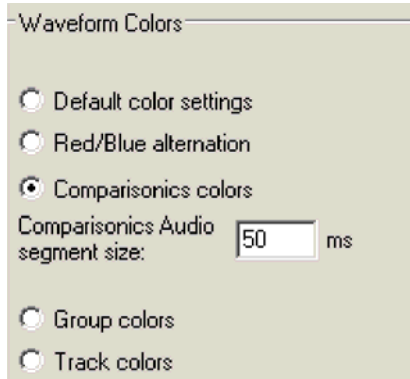 Waveform Colors
Default color settings
Red/Blue alternation
Comparisonics colors
Comparisonics Audio
segment size: 50 ms
Group colors
Track colors